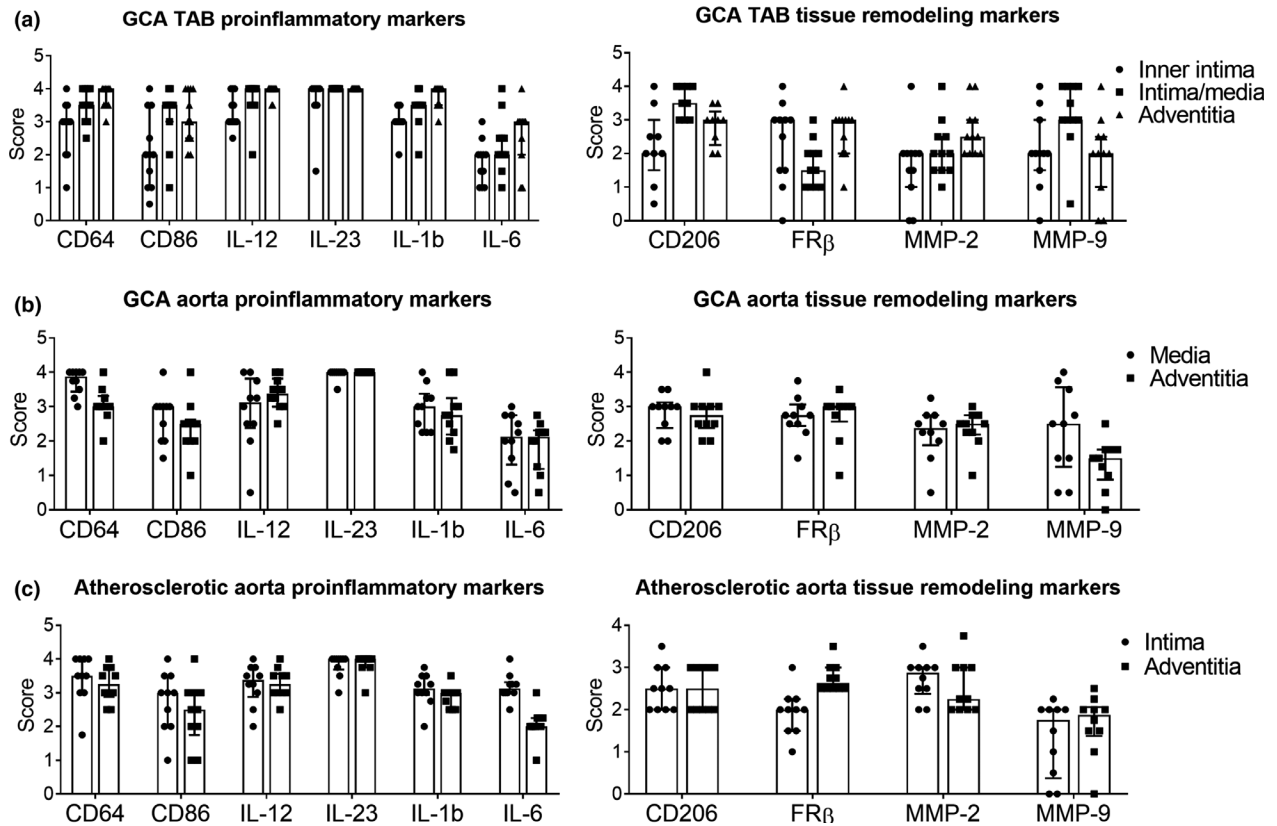 (a)
GCA TAB proinflammatory markers
5
4
3
2
1
0
Score
CD64 CD86 IL-12 IL-23 IL-1b IL-6
GCA TAB tissue remodeling markers
5
4
3
2
1
0
Score
CD206 FRβ MMP-2 MMP-9
Inner intima
Intima/media
Adventitia
(b)
GCA aorta proinflammatory markers
5
4
3
2
1
0
Score
CD64 CD86 IL-12 IL-23 IL-1b IL-6
GCA aorta tissue remodeling markers
5
4
3
2
1
0
Score
CD206 FRβ MMP-2 MMP-9
Media
Adventitia
(c)
Atherosclerotic aorta proinflammatory markers
5
4
3
2
1
0
Score
CD64 CD86 IL-12 IL-23 IL-1b IL-6
Atherosclerotic aorta tissue remodeling markers
4
3
2
1
0
Score
CD206 FRβ MMP-2 MMP-9
Intima
Adventitia